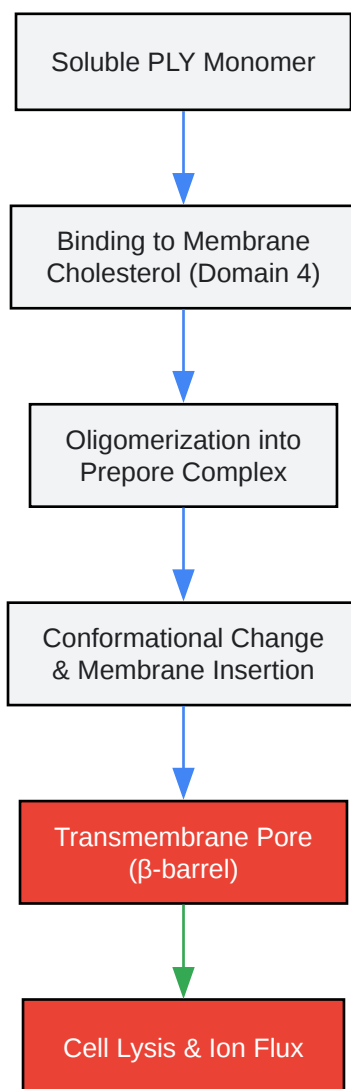 Soluble PLY Monomer
Binding to Membrane
Cholesterol (Domain 4)
Oligomerization into
Prepore Complex
Conformational Change
& Membrane Insertion
Transmembrane Pore
(β-barrel)
Cell Lysis & Ion Flux